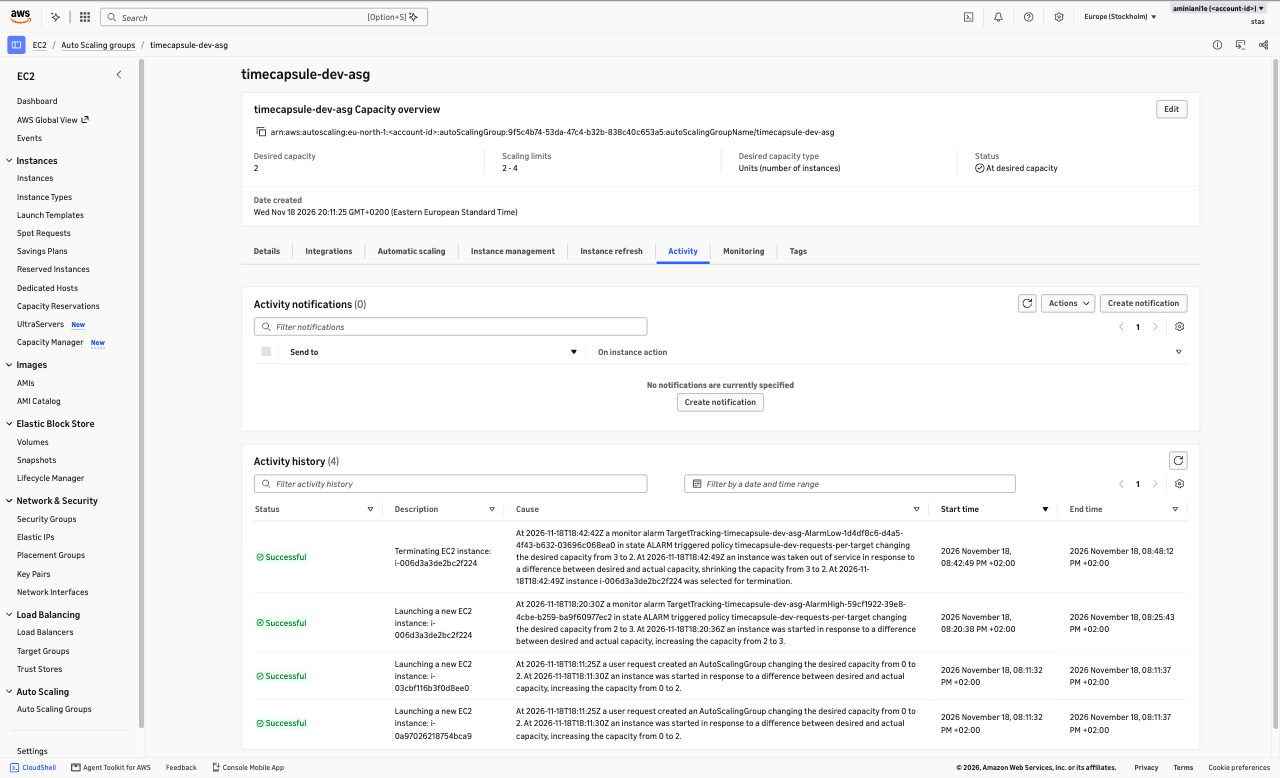 aws
Search
[Option+S]
Europe (Stockholm)
aminiani1e (<account-id>)
stas
EC2 / Auto Scaling groups / timecapsule-dev-asg
EC2
Dashboard
AWS Global View
Events
Instances
Instances
Instance Types
Launch Templates
Spot Requests
Savings Plans
Reserved Instances
Dedicated Hosts
Capacity Reservations
UltraServers New
Capacity Manager New
Images
AMIs
AMI Catalog
Elastic Block Store
Volumes
Snapshots
Lifecycle Manager
Network & Security
Security Groups
Elastic IPs
Placement Groups
Key Pairs
Network Interfaces
Load Balancing
Load Balancers
Target Groups
Trust Stores
Auto Scaling
Auto Scaling Groups
Settings
timecapsule-dev-asg
timecapsule-dev-asg Capacity overview
Edit
arn:aws:autoscaling:eu-north-1:<account-id>:autoScalingGroup:9f5c4b74-53da-47c4-b32b-838c40c653a5:autoScalingGroupName/timecapsule-dev-asg
Desired capacity
2
Scaling limits
2 - 4
Desired capacity type
Units (number of instances)
Status
At desired capacity
Date created
Wed Nov 18 2026 20:11:25 GMT+0200 (Eastern European Standard Time)
Details
Integrations
Automatic scaling
Instance management
Instance refresh
Activity
Monitoring
Tags
Activity notifications (0)
Actions
Create notification
Filter notifications
1
Send to
On instance action
No notifications are currently specified
Create notification
Activity history (4)
Filter activity history
Filter by a date and time range
1
Status
Description
Cause
Start time
End time
Successful
Terminating EC2 instance:
i-006d3a3de2bc2f224
At 2026-11-18T18:42:42Z a monitor alarm TargetTracking-timecapsule-dev-asg-AlarmLow-1d4df8c6-d4a5-
4f43-b632-03696c068ea0 in state ALARM triggered policy timecapsule-dev-requests-per-target changing
the desired capacity from 3 to 2. At 2026-11-18T18:42:49Z an instance was taken out of service in response to
a difference between desired and actual capacity, shrinking the capacity from 3 to 2. At 2026-11-
18T18:42:49Z instance i-006d3a3de2bc2f224 was selected for termination.
2026 November 18,
08:42:49 PM +02:00
2026 November 18, 08:48:12
PM +02:00
Successful
Launching a new EC2
instance: i-
006d3a3de2bc2f224
At 2026-11-18T18:20:30Z a monitor alarm TargetTracking-timecapsule-dev-asg-AlarmHigh-59cf1922-39e8-
4cbe-b259-ba9f60977ec2 in state ALARM triggered policy timecapsule-dev-requests-per-target changing
the desired capacity from 2 to 3. At 2026-11-18T18:20:36Z an instance was started in response to a difference
between desired and actual capacity, increasing the capacity from 2 to 3.
2026 November 18,
08:20:38 PM +02:00
2026 November 18, 08:25:43
PM +02:00
Successful
Launching a new EC2
instance: i-
03cbf116b3f0d8ee0
At 2026-11-18T18:11:25Z a user request created an AutoScalingGroup changing the desired capacity from 0 to
2. At 2026-11-18T18:11:30Z an instance was started in response to a difference between desired and actual
capacity, increasing the capacity from 0 to 2.
2026 November 18, 08:11:32
PM +02:00
2026 November 18, 08:11:37
PM +02:00
Successful
Launching a new EC2
instance: i-
0a97026218754bca9
At 2026-11-18T18:11:25Z a user request created an AutoScalingGroup changing the desired capacity from 0 to
2. At 2026-11-18T18:11:30Z an instance was started in response to a difference between desired and actual
capacity, increasing the capacity from 0 to 2.
2026 November 18, 08:11:32
PM +02:00
2026 November 18, 08:11:37
PM +02:00
CloudShell
Agent Toolkit for AWS
Feedback
Console Mobile App
© 2026, Amazon Web Services, Inc. or its affiliates.
Privacy
Terms
Cookie preferences